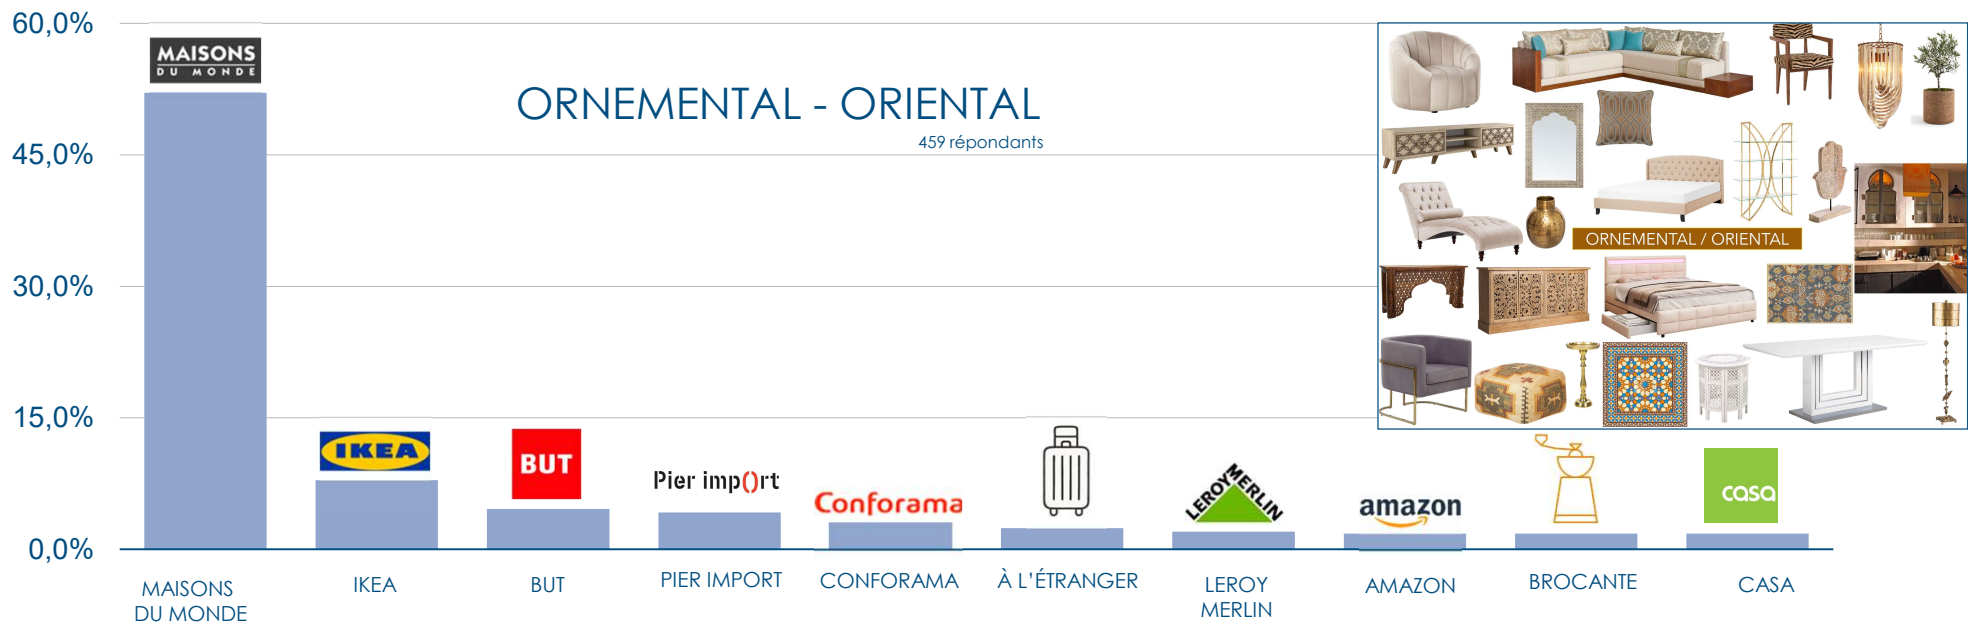 60,0%
45,0%
30,0%
15,0%
0,0%
ORNEMENTAL - ORIENTAL
459 répondants
MAISONS
DU MONDE
IKEA
BUT
Pier imp()rt
Conforama
LEROY MERLIN
amazon
casa
ORNEMENTAL / ORIENTAL
MAISONS
DU MONDE
IKEA
BUT
PIER IMPORT
CONFORAMA
À L'ÉTRANGER
LEROY
MERLIN
AMAZON
BROCANTE
CASA